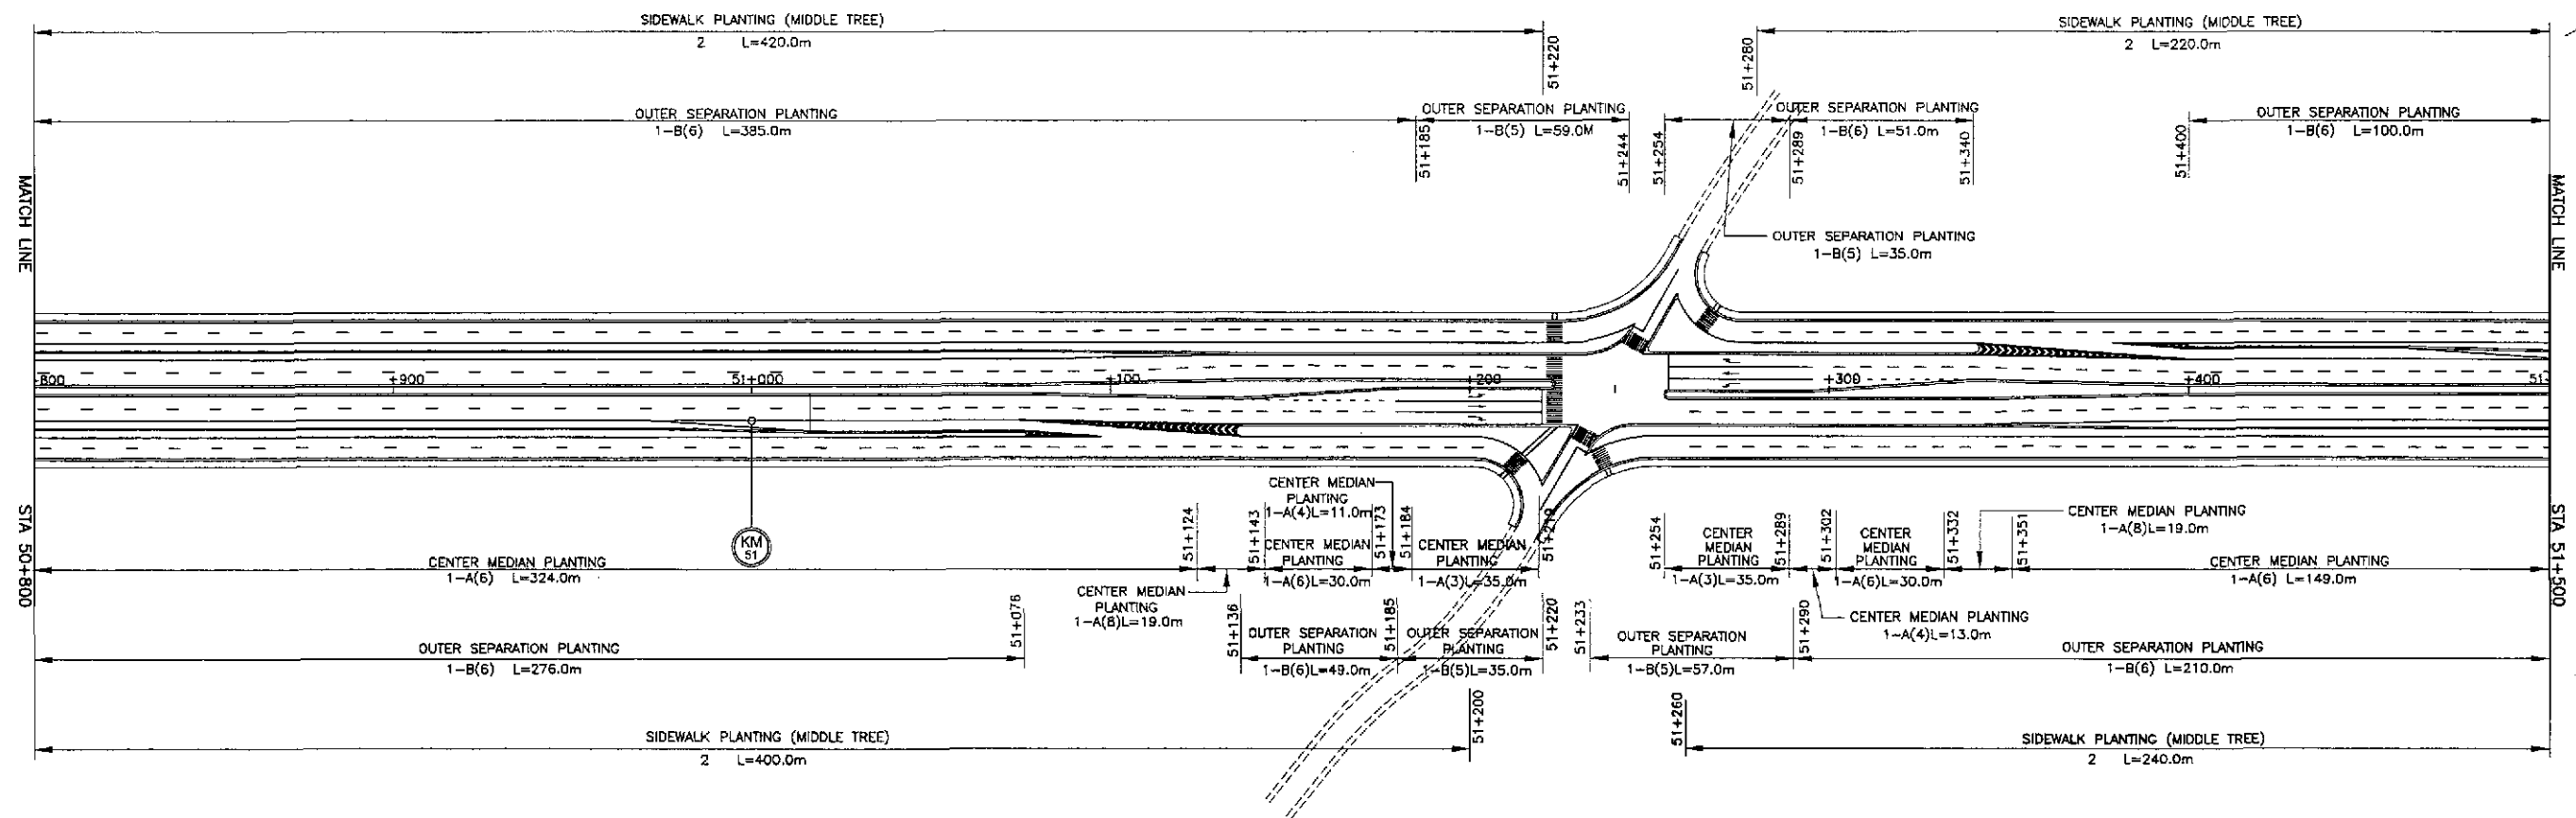 SIDEWALK PLANTING (MIDDLE TREE)
2 L=420.0m
51+220
51+280
SIDEWALK PLANTING (MIDDLE TREE)
2 L=220.0m
OUTER SEPARATION PLANTING
1-B(6) L=385.0m
51+185
OUTER SEPARATION PLANTING
1-B(5) L=59.0M
51+244
51+254
OUTER SEPARATION PLANTING
1-B(6) L=51.0m
51+289
51+340
51+400
OUTER SEPARATION PLANTING
1-B(6) L=100.0m
OUTER SEPARATION PLANTING
1-B(5) L=35.0m
MATCH LINE
MATCH LINE
-800
+900
51+000
+100
+200
+300
+400
51-
STA 50+800
STA 51+500
KM
51
CENTER MEDIAN PLANTING
1-A(6) L=324.0m
51+124
51+143
CENTER MEDIAN
PLANTING
1-A(4)L=11.0m
51+173
51+184
51+219
CENTER MEDIAN
PLANTING
1-A(6)L=30.0m
CENTER MEDIAN
PLANTING
1-A(3)L=35.0m
CENTER MEDIAN
PLANTING
1-A(8)L=19.0m
51+254
CENTER
MEDIAN
PLANTING
1-A(3)L=35.0m
51+289
51+302
CENTER
MEDIAN
PLANTING
1-A(6)L=30.0m
51+332
51+351
CENTER MEDIAN PLANTING
1-A(8)L=19.0m
CENTER MEDIAN PLANTING
1-A(6) L=149.0m
CENTER MEDIAN PLANTING
1-A(4)L=13.0m
OUTER SEPARATION PLANTING
1-B(6) L=276.0m
51+076
51+136
OUTER SEPARATION
PLANTING
1-B(6)L=49.0m
51+185
OUTER SEPARATION
PLANTING
1-B(5)L=35.0m
51+220
51+233
OUTER SEPARATION
PLANTING
1-B(5)L=57.0m
51+290
OUTER SEPARATION PLANTING
1-B(6) L=210.0m
SIDEWALK PLANTING (MIDDLE TREE)
2 L=400.0m
51+200
51+260
SIDEWALK PLANTING (MIDDLE TREE)
2 L=240.0m